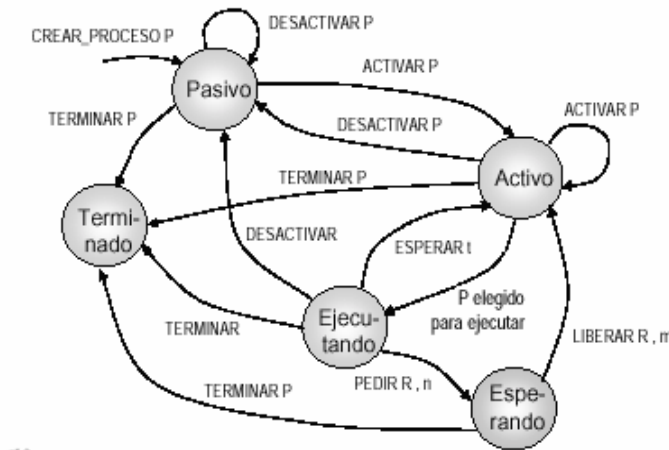 DESACTIVAR P
CREAR_PROCESO P
Pasivo
ACTIVAR P
ACTIVAR P
TERMINAR P
DESACTIVAR P
Activo
TERMINAR P
Termi-
nado
DESACTIVAR
ESPERAR t
P elegido
para ejecutar
Ejecu-
tando
TERMINAR
LIBERAR R , m
PEDIR R , n
TERMINAR P
Espe-
rando